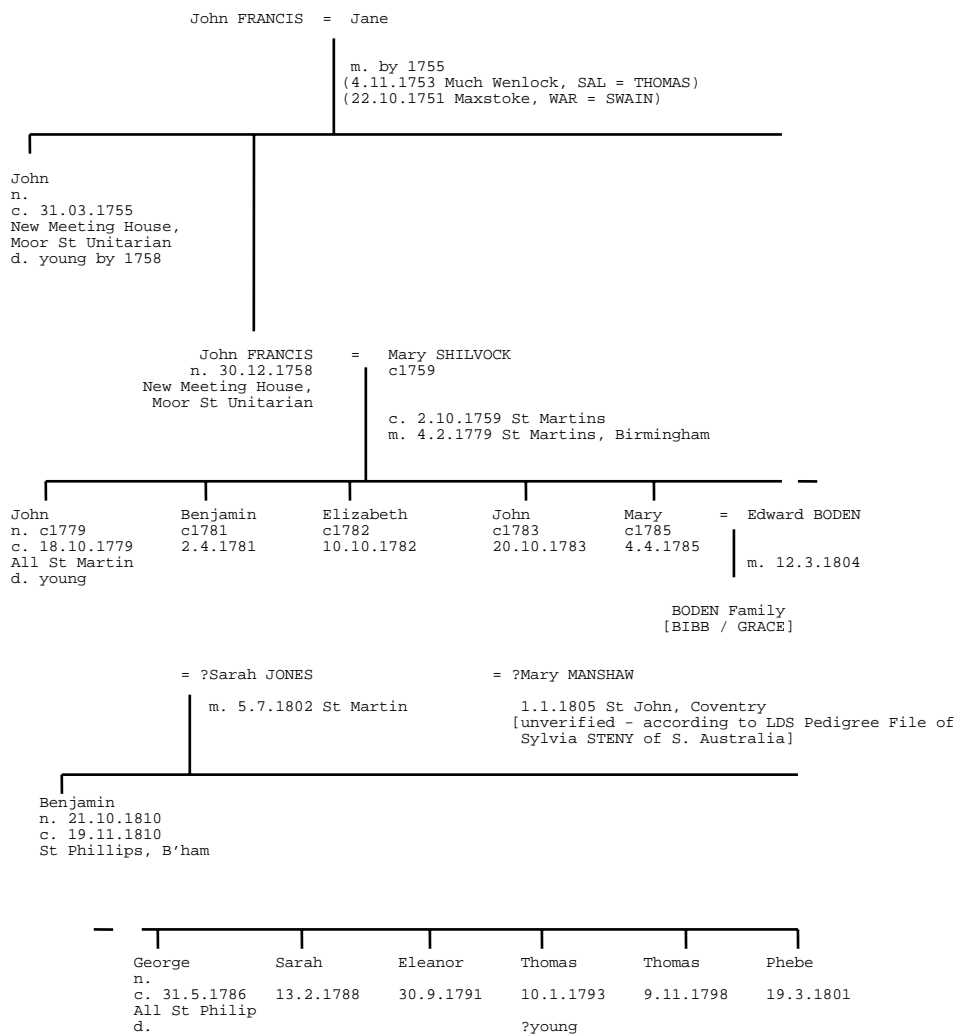 John FRANCIS = Jane
m. by 1755
(4.11.1753 Much Wenlock, SAL = THOMAS)
(22.10.1751 Maxstoke, WAR = SWAIN)
John
n.
c. 31.03.1755
New Meeting House,
Moor St Unitarian
d. young by 1758
John FRANCIS = Mary SHILVOCK
n. 30.12.1758 c1759
New Meeting House,
Moor St Unitarian
c. 2.10.1759 St Martins
m. 4.2.1779 St Martins, Birmingham
John Benjamin Elizabeth John Mary = Edward BODEN
n. c1779 c1781 c1782 c1783 c1785
c. 18.10.1779 2.4.1781 10.10.1782 20.10.1783 4.4.1785
All St Martin m. 12.3.1804
d. young
BODEN Family
[BIBB / GRACE]
= ?Sarah JONES = ?Mary MANSHAW
m. 5.7.1802 St Martin 1.1.1805 St John, Coventry
[unverified - according to LDS Pedigree File of
Sylvia STENY of S. Australia]
Benjamin
n. 21.10.1810
c. 19.11.1810
St Phillips, B'ham
George Sarah Eleanor Thomas Thomas Phebe
n.
c. 31.5.1786 13.2.1788 30.9.1791 10.1.1793 9.11.1798 19.3.1801
All St Philip
d. ?young